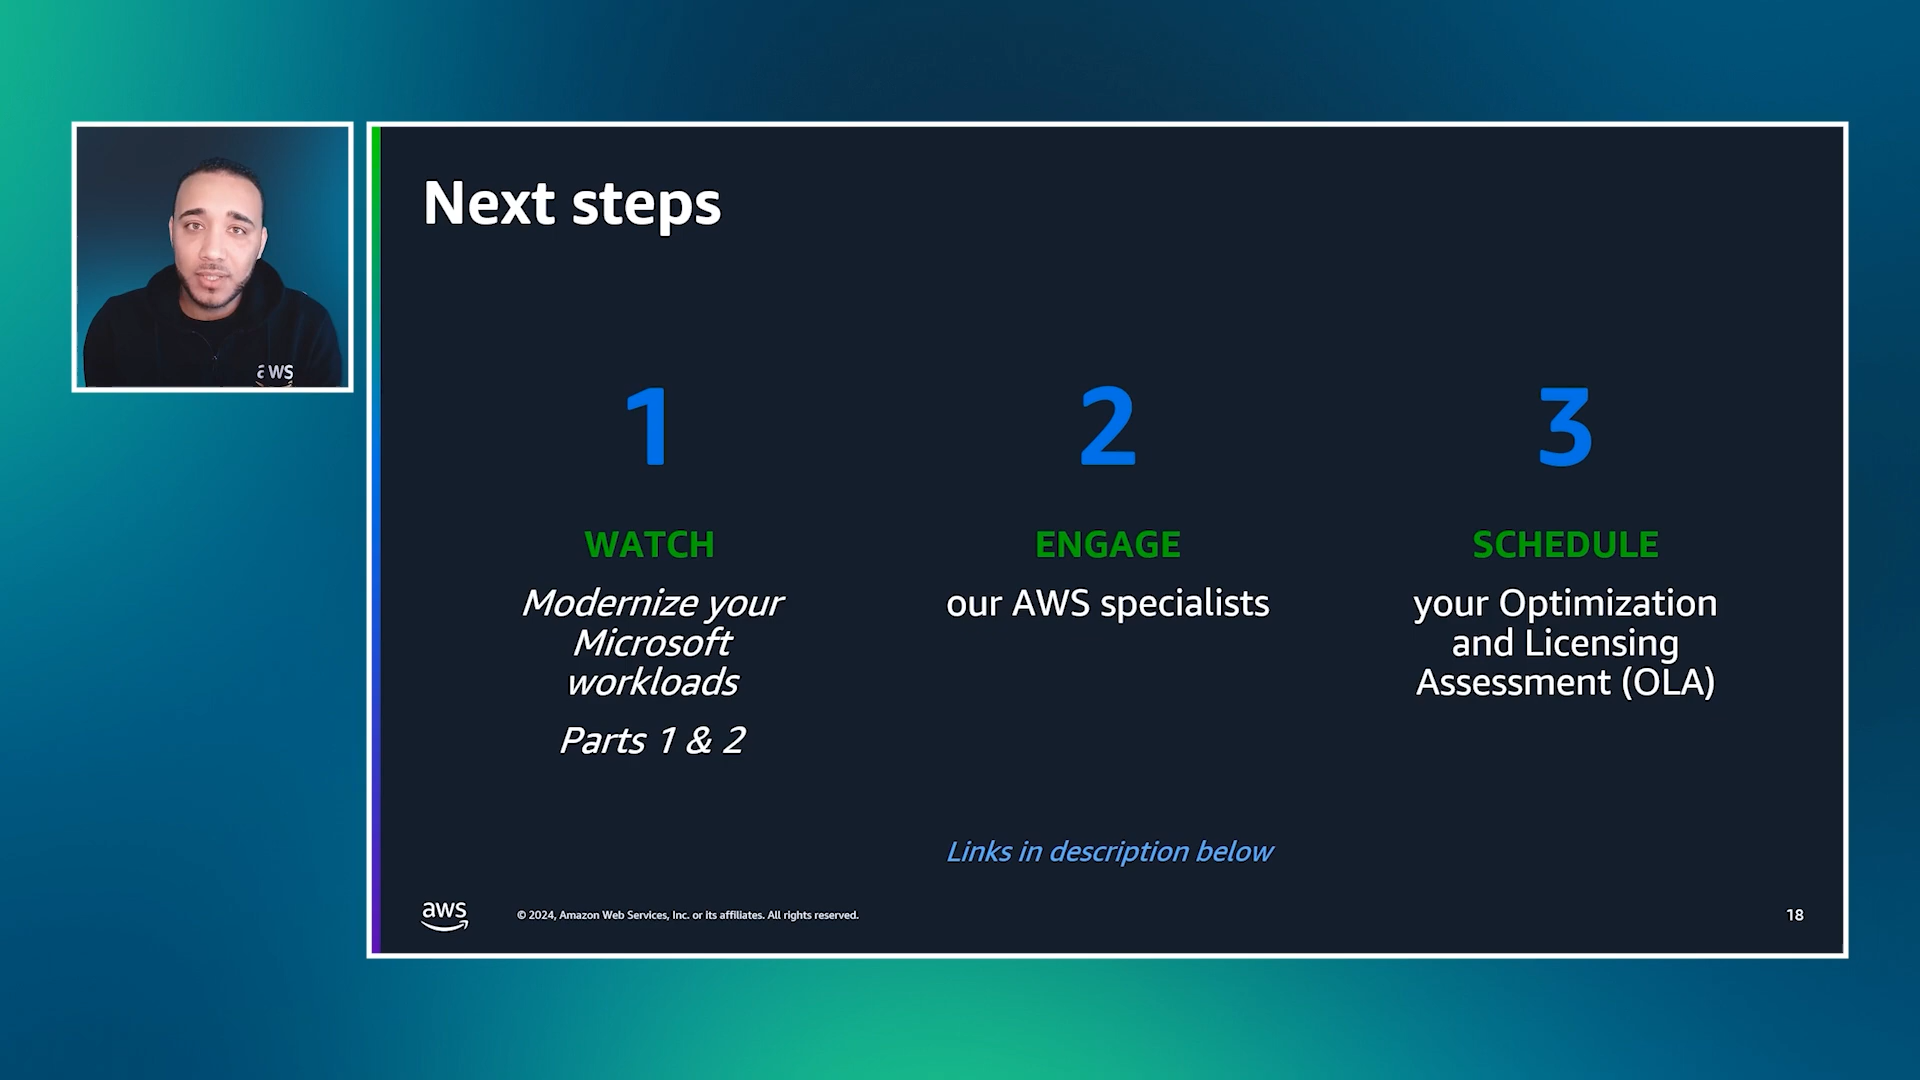 Next steps
1
WATCH
Modernize your
Microsoft
workloads
Parts 1 & 2
2
ENGAGE
our AWS specialists
3
SCHEDULE
your Optimization
and Licensing
Assessment (OLA)
Links in description below
aws
© 2024, Amazon Web Services, Inc. or its affiliates. All rights reserved.
18
aws